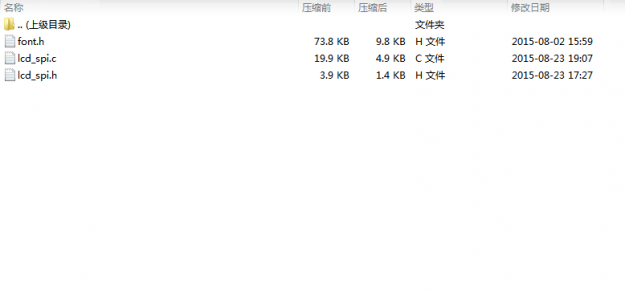 名称 压缩前 压缩后 类型 修改日期
.. (上级目录) 文件夹
font.h 73.8 KB 9.8 KB H 文件 2015-08-02 15:59
lcd_spi.c 19.9 KB 4.9 KB C 文件 2015-08-23 19:07
lcd_spi.h 3.9 KB 1.4 KB H 文件 2015-08-23 17:27